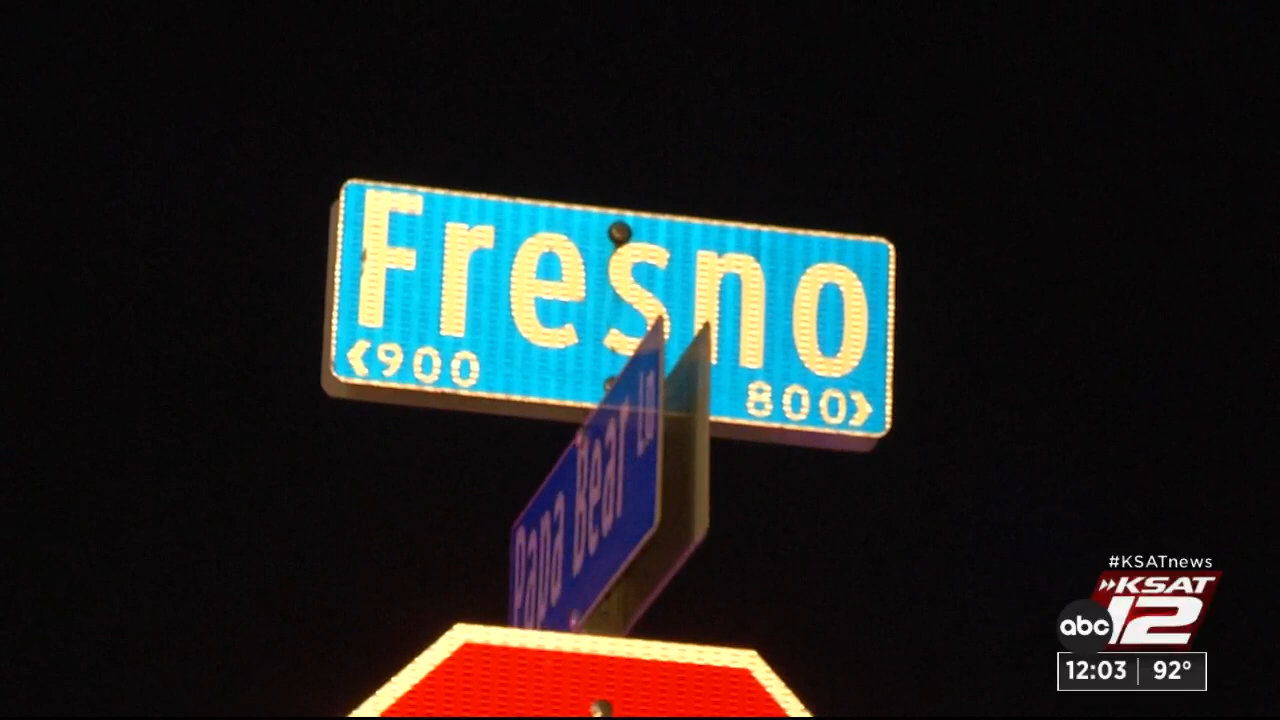 Fresno
<900
800>
Papa Bear Ln
#KSATnews
KSAT
abc 12
12:03 | 92°